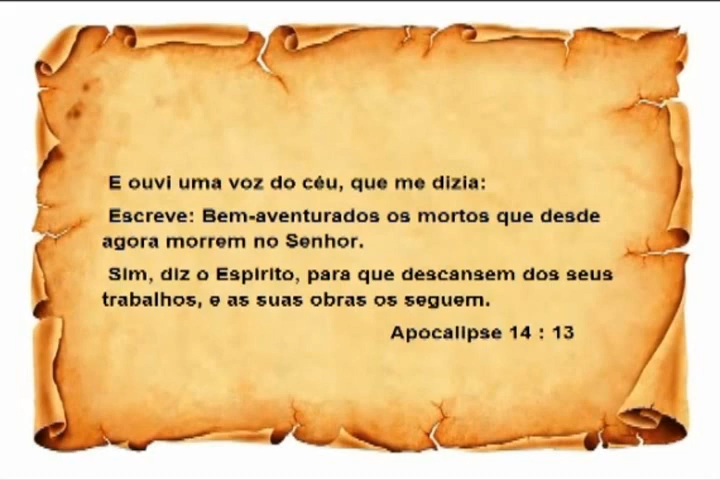 E ouvi uma voz do céu, que me dizia:
Escreve: Bem-aventurados os mortos que desde
agora morrem no Senhor.
Sim, diz o Espirito, para que descansem dos seus
trabalhos, e as suas obras os seguem.
Apocalipse 14 : 13